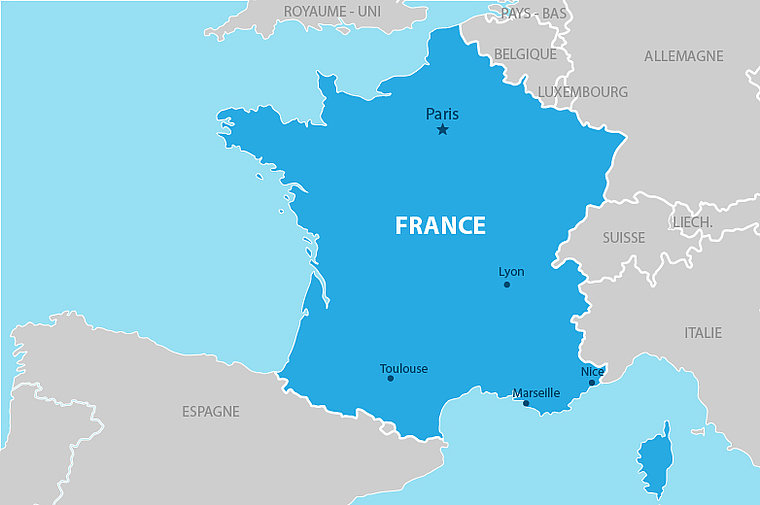 ROYAUME - UNI
PAYS - BAS
BELGIQUE
ALLEMAGNE
LUXEMBOURG
Paris
FRANCE
LIECH.
SUISSE
Lyon
ITALIE
Toulouse
Nice
Marseille
ESPAGNE